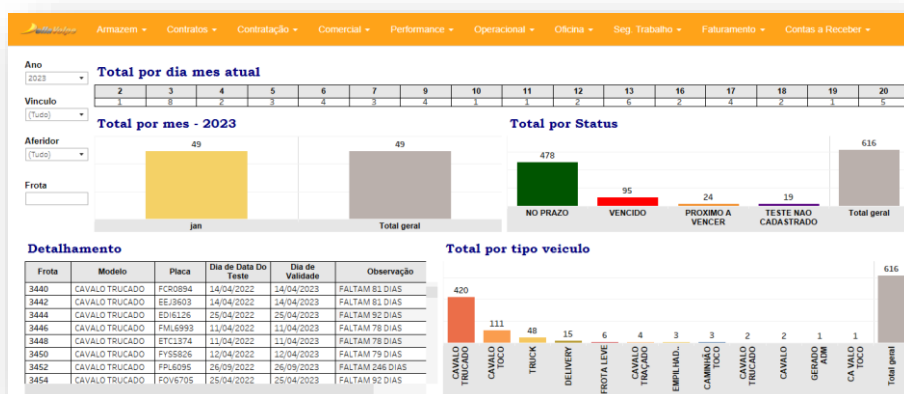 Armazem Contratos Contratação Comercial Performance Operacional Oficina Seg. Trabalho Faturamento Contas a Receber
Ano
2023
Vinculo
(Tudo)
Aferidor
(Tudo)
Frota
Total por dia mes atual
2 3 4 5 6 7 9 10 11 12 13 16 17 18 19 20
1 8 2 3 4 3 4 1 1 2 6 2 4 2 1 5
Total por mes - 2023
49 49
jan Total geral
Total por Status
478 95 24 19 616
NO PRAZO VENCIDO PROXIMO A TESTE NAO Total geral
VENCER CADASTRADO
Detalhamento
Frota Modelo Placa Dia de Data Do Dia de Observação
Teste Validade
3440 CAVALO TRUCADO FCR0894 14/04/2022 14/04/2023 FALTAM 81 DIAS
3442 CAVALO TRUCADO EEJ3603 14/04/2022 14/04/2023 FALTAM 81 DIAS
3444 CAVALO TRUCADO EDI6126 25/04/2022 25/04/2023 FALTAM 92 DIAS
3446 CAVALO TRUCADO FML6993 11/04/2022 11/04/2023 FALTAM 78 DIAS
3448 CAVALO TRUCADO ETC1374 11/04/2022 11/04/2023 FALTAM 78 DIAS
3450 CAVALO TRUCADO FYS5826 12/04/2022 12/04/2023 FALTAM 79 DIAS
3452 CAVALO TRUCADO FPL6095 26/09/2022 26/09/2023 FALTAM 246 DIAS
3454 CAVALO TRUCADO FOV6705 25/04/2022 25/04/2023 FALTAM 92 DIAS
Total por tipo veiculo
420 111 48 15 6 4 3 3 2 2 1 1 616
CAVALO TRUCADO
CAVALO TOCO
TRUCK
DELIVERY
FROTA LEVE
CAVALO TRAÇADO
EMPILHAD..
CAMINHÃO TOCO
CAVALO TRUCADO
CAVALO
GERADO ADM
CA VALO TOCO
Total geral